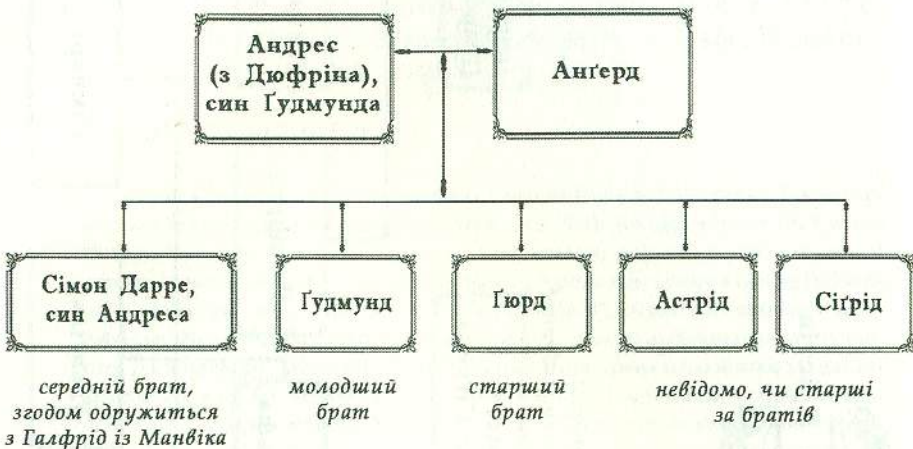 Андрес
(з Дюфріна),
син Ґудмунда
Анґерд
Сімон Дарре,
син Андреса
Ґудмунд
Ґюрд
Астрід
Сіґрід
середній брат,
згодом одружиться
з Галфрід із Манвіка
молодший
брат
старший
брат
невідомо, чи старші
за братів